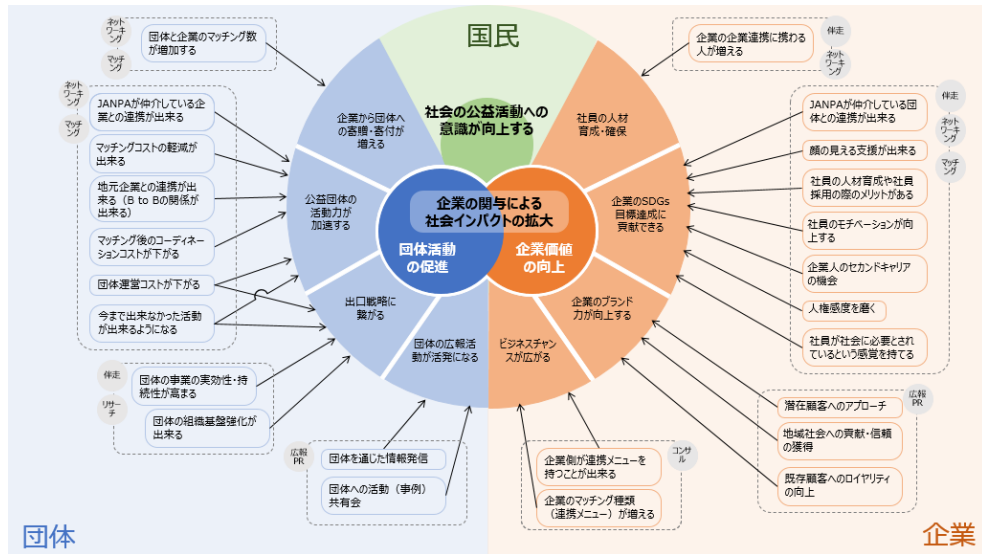 国民
ネット
ワーキ
ング
マッチ
ング
団体と企業のマッチング数
が増加する
企業の企業連携に携わる
人が増える
伴走
ネット
ワーキ
ング
社会の公益活動への
意識が向上する
企業から団体へ
の寄贈・寄付が
増える
社員の人材
育成・確保
公益団体の
活動力が
加速する
企業のSDGs
目標達成に
貢献できる
企業の関与による
社会インパクトの拡大
団体活動
の促進
企業価値
の向上
出口戦略に
繋がる
企業のブランド
力が向上する
団体の広報活
動が活発になる
ビジネスチャン
スが広がる
ネット
ワーキ
ング
マッチ
ング
JANPAが仲介している企
業との連携が出来る
マッチングコストの軽減が
出来る
地元企業との連携が出
来る(B to Bの関係が
出来る)
マッチング後のコーディネー
ションコストが下がる
団体運営コストが下がる
今まで出来なかった活動
が出来るようになる
伴走
リサー
チ
団体の事業の実効性・持
続性が高まる
団体の組織基盤強化が
出来る
広報
PR
団体を通じた情報発信
団体への活動(事例)
共有会
企業側が連携メニューを
持つことが出来る
企業のマッチング種類
(連携メニュー)が増える
コンサ
ル
伴走
ネット
ワーキ
ング
マッチ
ング
JANPAが仲介している団
体との連携が出来る
顔の見える支援が出来る
社員の人材育成や社員
採用の際のメリットがある
社員のモチベーションが向
上する
企業人のセカンドキャリア
の機会
人権感度を磨く
社員が社会に必要とされ
ているという感覚を持てる
広報
PR
潜在顧客へのアプローチ
地域社会への貢献・信頼
の獲得
既存顧客へのロイヤリティ
の向上
団体
企業